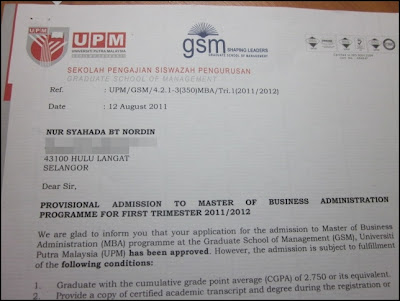 UPM
UNIVERSITI PUTRA MALAYSIA
gsm SHAPING LEADERS
GRADUATE SCHOOL OF MANAGEMENT
SEKOLAH PENGAJIAN SISWAZAH PENGURUSAN
GRADUATE SCHOOL OF MANAGEMENT
Ref. : UPM/GSM/4.2.1-3(350)MBA/Tri.1(2011/2012)
Date : 12 August 2011
NUR SYAHADA BT NORDIN
43100 HULU LANGAT
SELANGOR
Dear Sir,
PROVISIONAL ADMISSION TO MASTER OF BUSINESS ADMINISTRATION
PROGRAMME FOR FIRST TRIMESTER 2011/2012
We are glad to inform you that your application for the admission to Master of Business
Administration (MBA) programme at the Graduate School of Management (GSM), Universiti
Putra Malaysia (UPM) has been approved. However, the admission is subject to fulfillment
of the following conditions:
1. Graduate with the cumulative grade point average (CGPA) of 2.750 or its equivalent.
2. Provide a copy of certified academic transcript and degree during the registration or